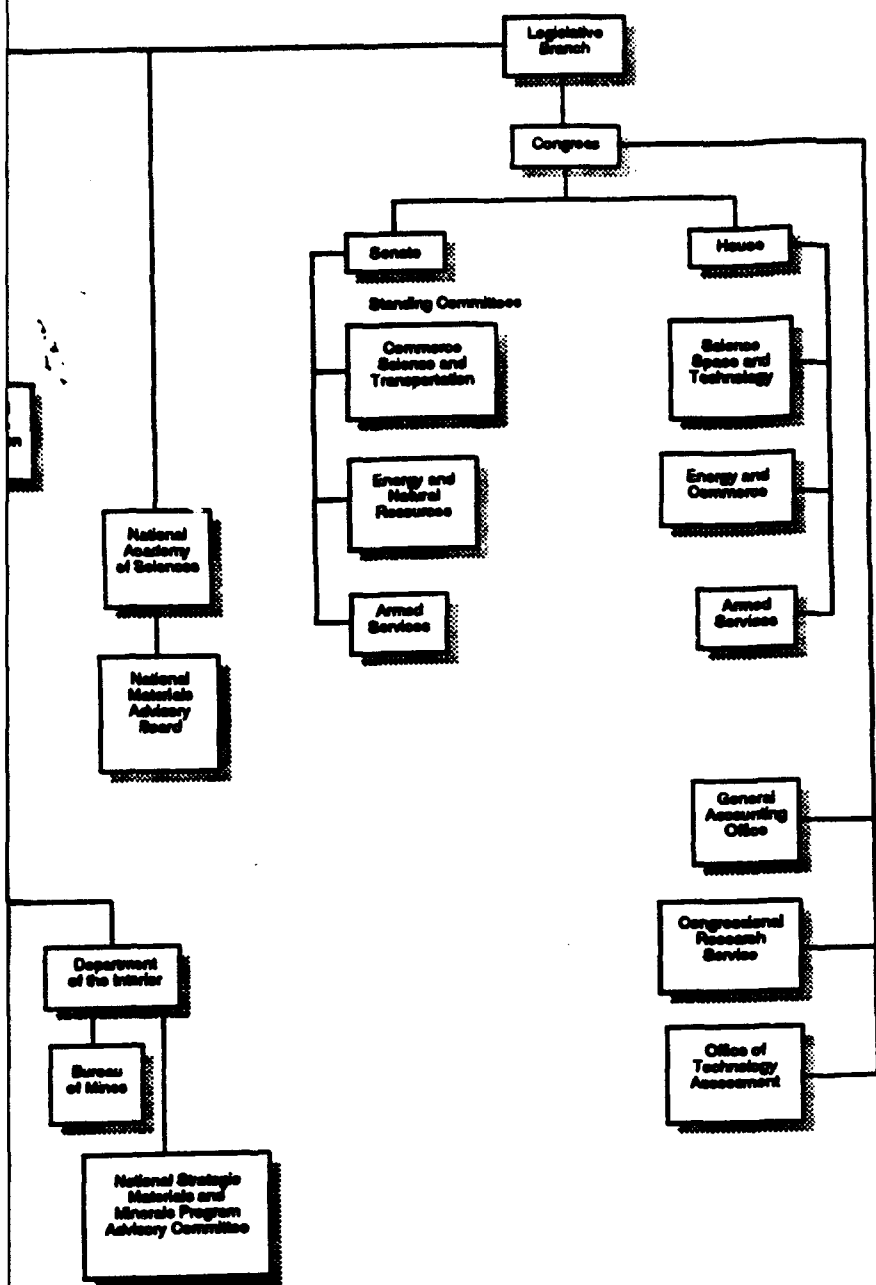 Legislative
Branch
Congress
Senate
House
Standing Committees
Commerce
Science and
Transportation
Science
Space and
Technology
Energy and
Natural
Resources
Energy and
Commerce
National
Academy
of Sciences
Armed
Services
Armed
Services
National
Materials
Advisory
Board
General
Accounting
Office
Congressional
Research
Service
Department
of the Interior
Office of
Technology
Assessment
Bureau
of Mines
National Strategic
Materials and
Minerals Program
Advisory Committee